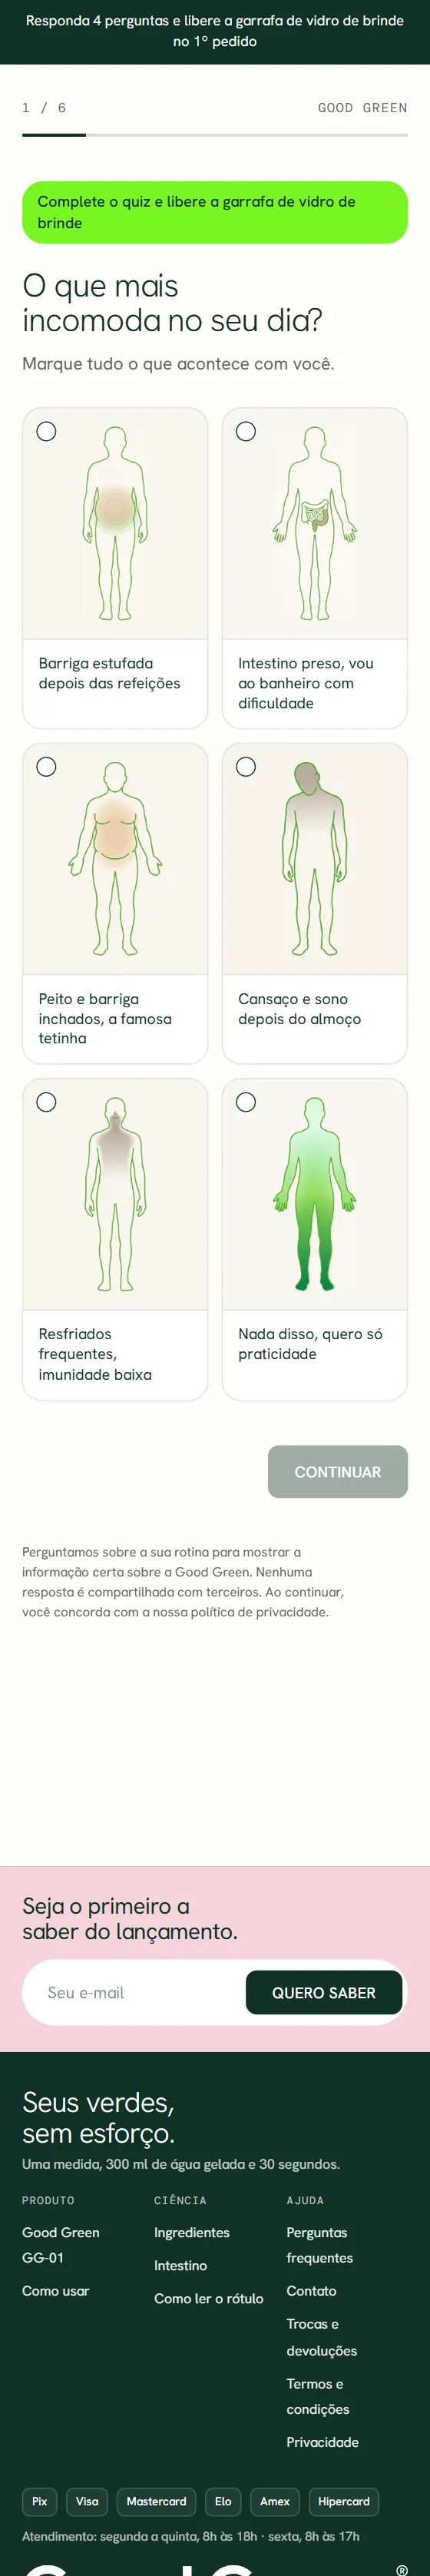 Responda 4 perguntas e libere a garrafa de vidro de brinde
no 1º pedido
1 / 6
GOOD GREEN
Complete o quiz e libere a garrafa de vidro de
brinde
O que mais
incomoda no seu dia?
Marque tudo o que acontece com você.
Barriga estufada
depois das refeições
Intestino preso, vou
ao banheiro com
dificuldade
Peito e barriga
inchados, a famosa
tetinha
Cansaço e sono
depois do almoço
Resfriados
frequentes,
imunidade baixa
Nada disso, quero só
praticidade
CONTINUAR
Perguntamos sobre a sua rotina para mostrar a
informação certa sobre a Good Green. Nenhuma
resposta é compartilhada com terceiros. Ao continuar,
você concorda com a nossa política de privacidade.
Seja o primeiro a
saber do lançamento.
Seu e-mail
QUERO SABER
Seus verdes,
sem esforço.
Uma medida, 300 ml de água gelada e 30 segundos.
PRODUTO
Good Green
GG-01
Como usar
CIÊNCIA
Ingredientes
Intestino
Como ler o rótulo
AJUDA
Perguntas
frequentes
Contato
Trocas e
devoluções
Termos e
condições
Privacidade
Pix
Visa
Mastercard
Elo
Amex
Hipercard
Atendimento: segunda a quinta, 8h às 18h · sexta, 8h às 17h
®